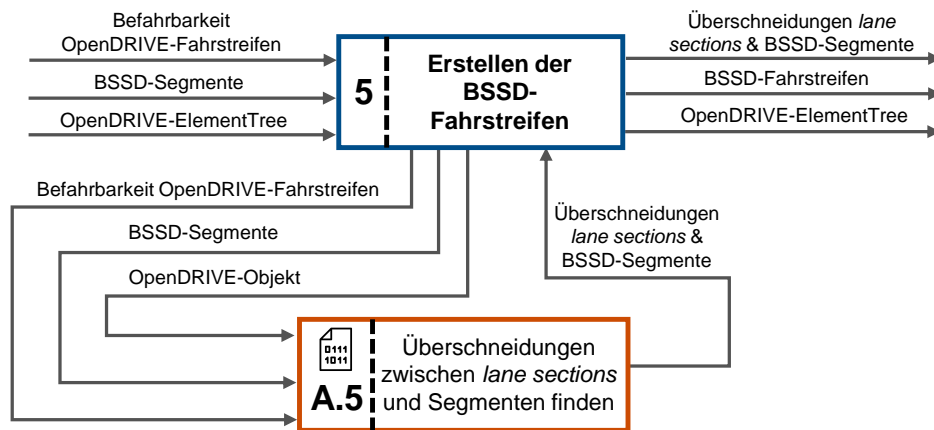 Befahrbarkeit
OpenDRIVE-Fahrstreifen
BSSD-Segmente
OpenDRIVE-ElementTree
5
Erstellen der
BSSD-
Fahrstreifen
Überschneidungen lane
sections & BSSD-Segmente
BSSD-Fahrstreifen
OpenDRIVE-ElementTree
Befahrbarkeit OpenDRIVE-Fahrstreifen
BSSD-Segmente
OpenDRIVE-Objekt
Überschneidungen
lane sections &
BSSD-Segmente
0111
1011
A.5
Überschneidungen
zwischen lane sections
und Segmenten finden